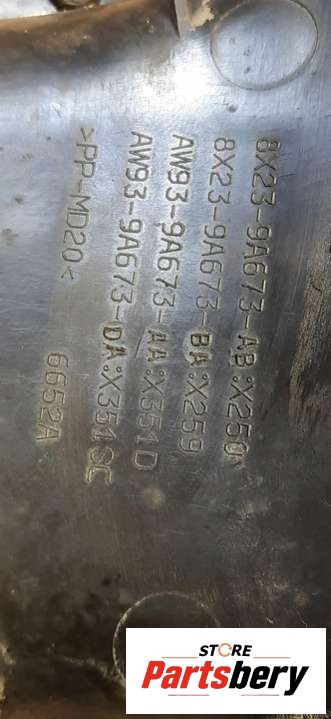 8X23-9A673-AB:X250
8X23-9A673-BA:X259
AW93-9A673-AA:X351D
AW93-9A673-DA:X351SC
>PP-MD20< 6652A
STORE
Partsbery